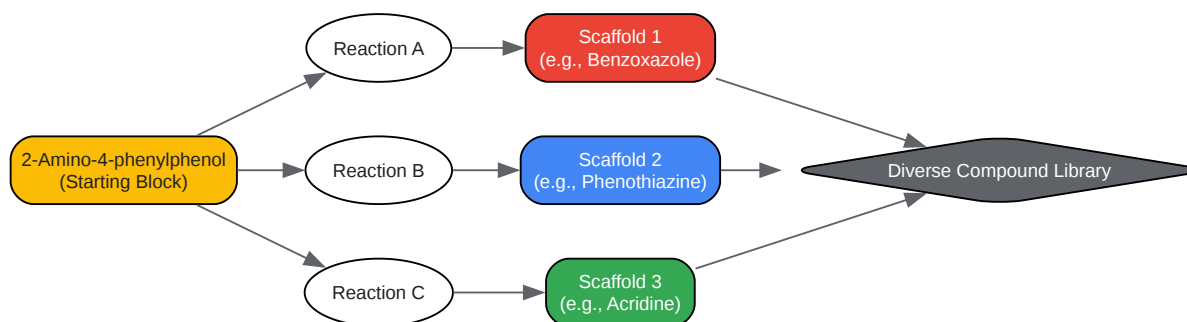 Reaction A
Scaffold 1
(e.g., Benzoxazole)
2-Amino-4-phenylphenol
(Starting Block)
Reaction B
Scaffold 2
(e.g., Phenothiazine)
Diverse Compound Library
Reaction C
Scaffold 3
(e.g., Acridine)